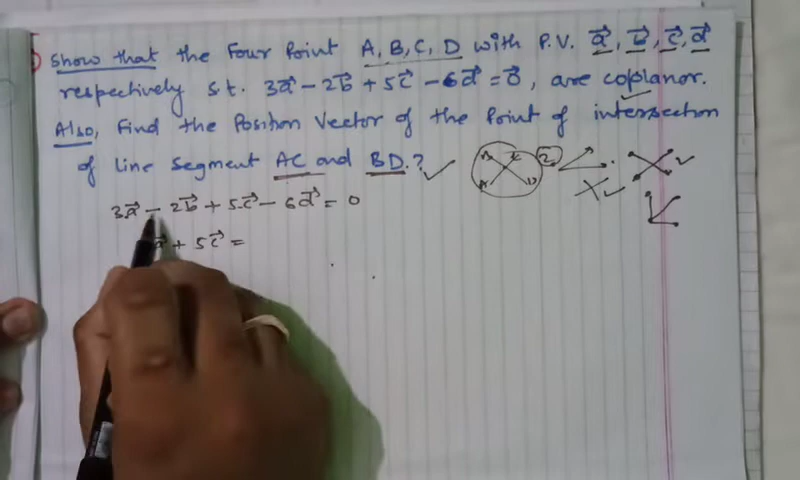 Show that the Four Point A, B, C, D with P.V. a⃗, b⃗, c⃗, d⃗
respectively s.t. 3a⃗ - 2b⃗ + 5c⃗ - 6d⃗ = 0⃗, are coplanor.
Also, Find the Position Vector of the Point of intersection
of line segment AC and BD.?
3a⃗ - 2b⃗ + 5c⃗ - 6d⃗ = 0
a⃗ + 5c⃗ =